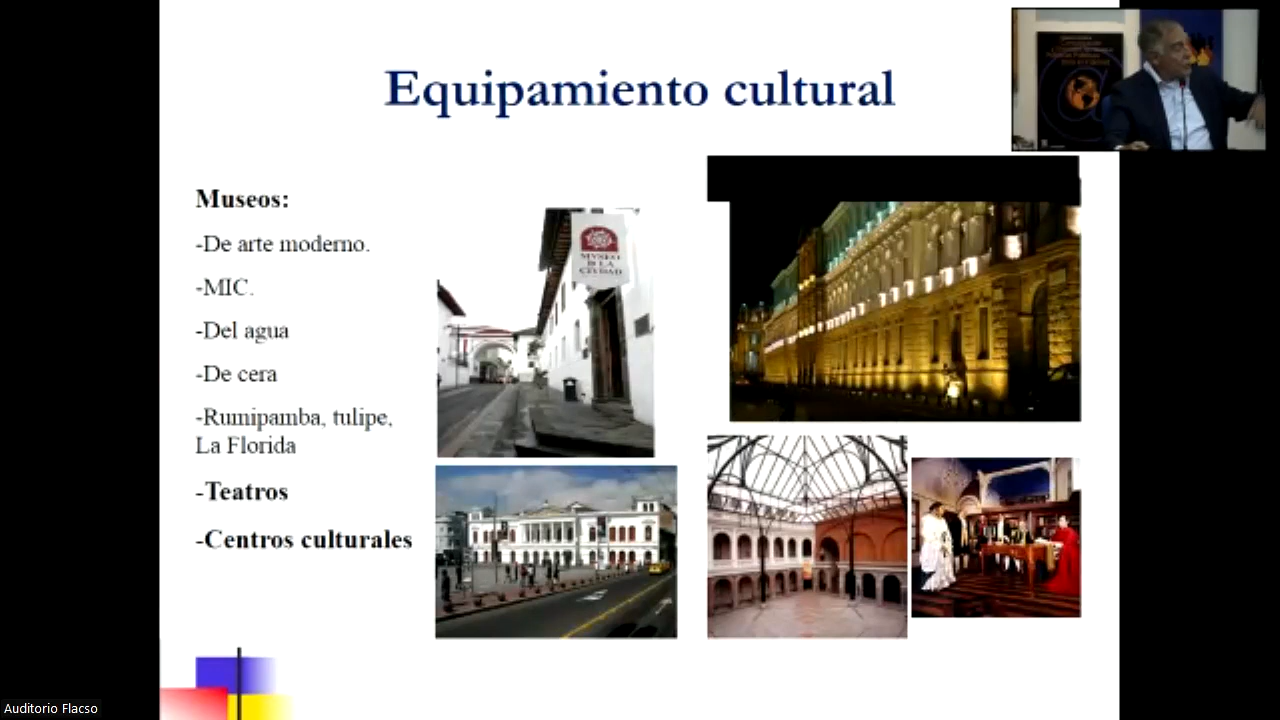 Equipamiento cultural
Museos:
-De arte moderno.
-MIC.
-Del agua
-De cera
-Rumipamba, tulipe,
La Florida
-Teatros
-Centros culturales
MUSEO
DE LA
CIUDAD
Auditorio Flacso